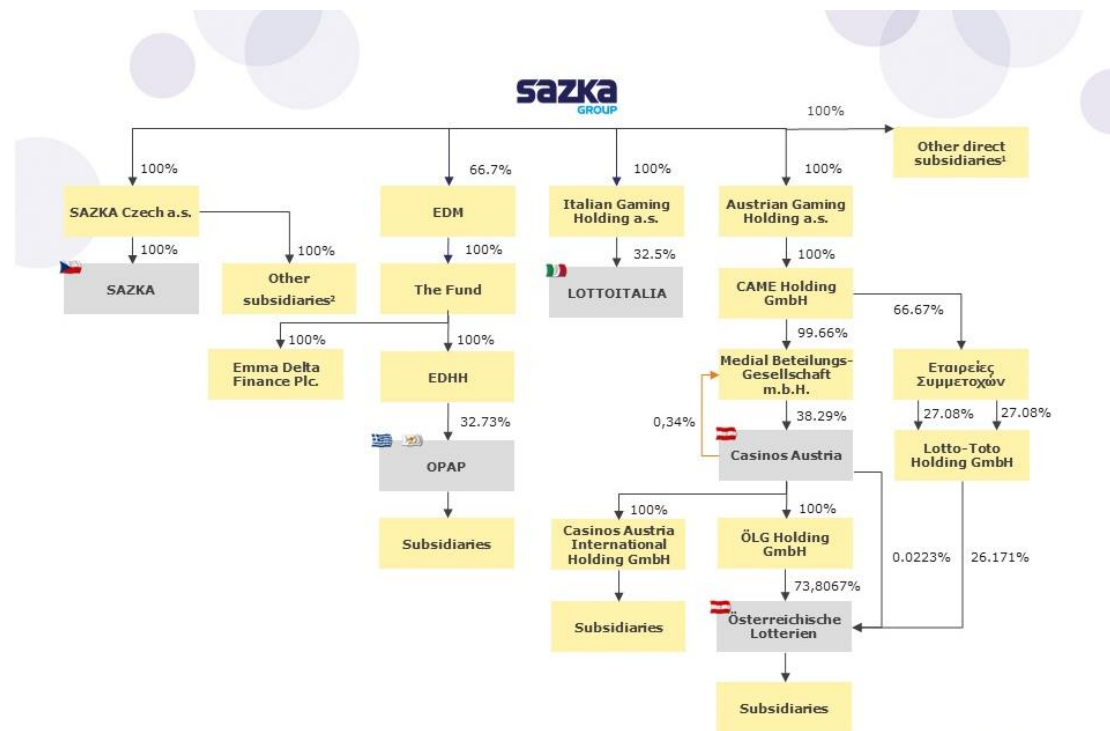 sazka
GROUP
100%
Other direct
subsidiaries¹
100%
66.7%
100%
100%
SAZKA Czech a.s.
EDM
Italian Gaming
Holding a.s.
Austrian Gaming
Holding a.s.
100%
100%
100%
32.5%
100%
SAZKA
Other
subsidiaries²
The Fund
LOTTOITALIA
CAME Holding
GmbH
66.67%
100%
100%
99.66%
Emma Delta
Finance Plc.
EDHH
Medial Beteilungs-
Gesellschaft
m.b.H.
Εταιρείες
Συμμετοχών
32.73%
0,34%
38.29%
27.08%
27.08%
OPAP
Casinos Austria
Lotto-Toto
Holding GmbH
100%
100%
Subsidiaries
Casinos Austria
International
Holding GmbH
ÖLG Holding
GmbH
0.0223%
26.171%
73,8067%
Subsidiaries
Österreichische
Lotterien
Subsidiaries